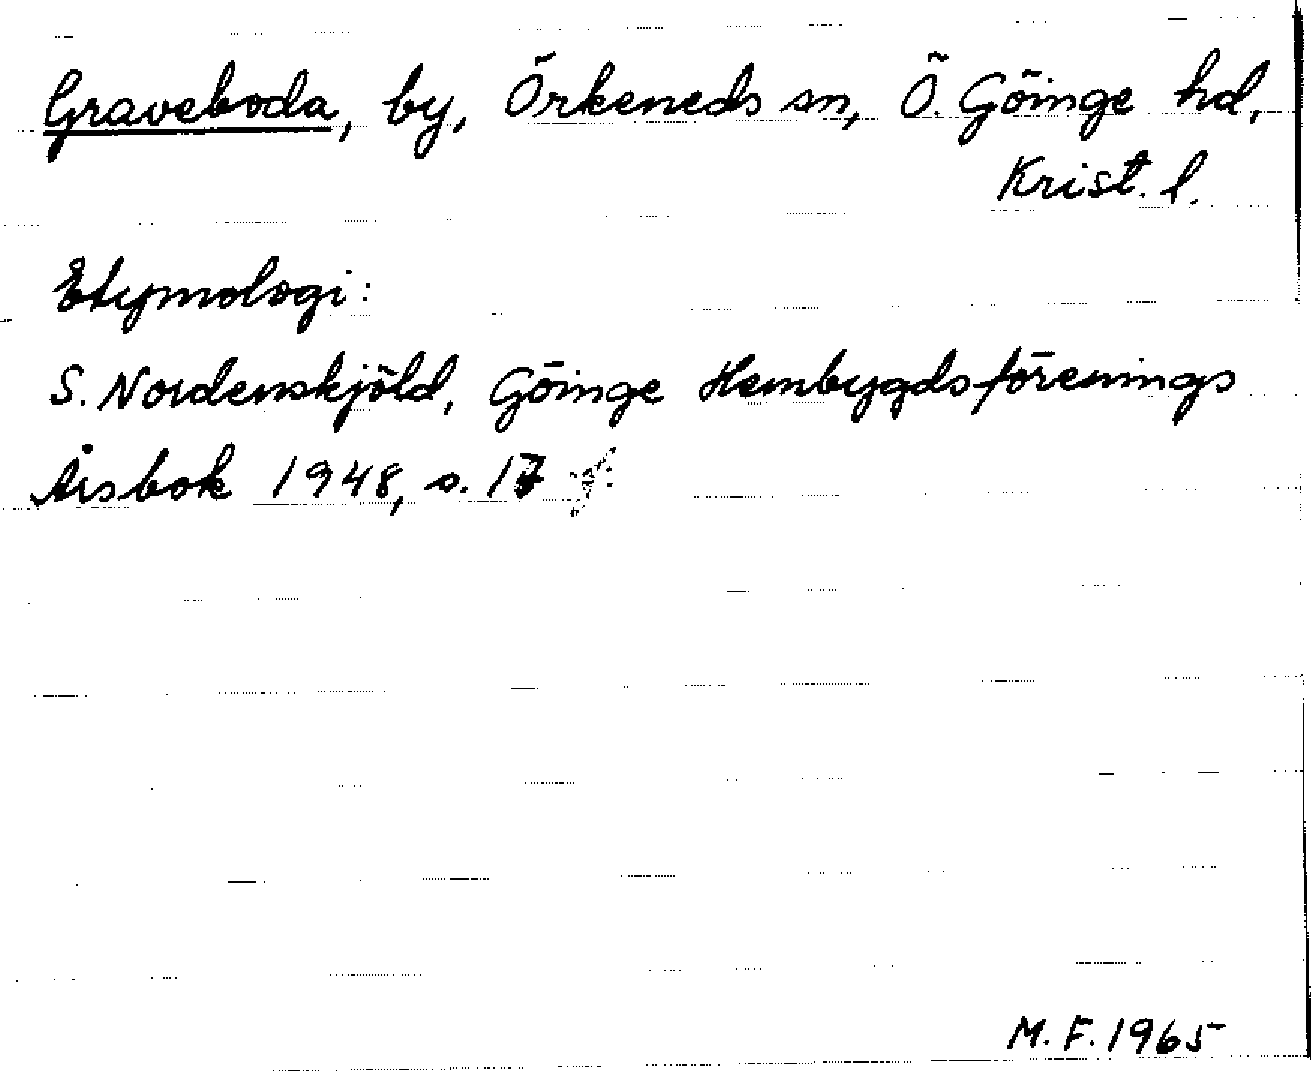 Graveboda, by, Örkeneds sn, Ö. Göinge hd,
Krist. l.
Etymologi:
S. Nordenskjöld, Göinge Hembygdsförenings
Årsbok 1948, s. 17 f.
M. F. 1965